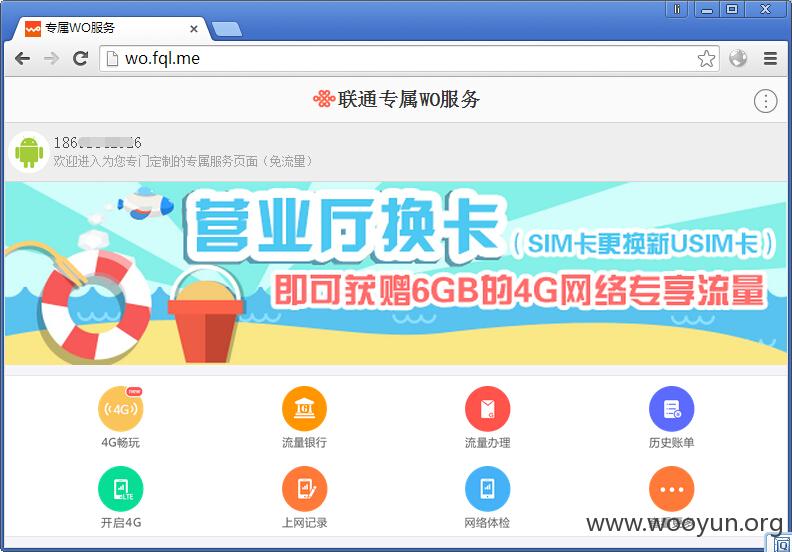 专属WO服务
wo.fql.me
联通专属WO服务
欢迎进入为您专门定制的专属服务页面（免流量）
营业厅换卡（SIM卡更换新USIM卡）
即可获赠6GB的4G网络专享流量
new
4G
4G畅玩
流量银行
流量办理
历史账单
LTE
开启4G
上网记录
网络体检
www.wooyun.org